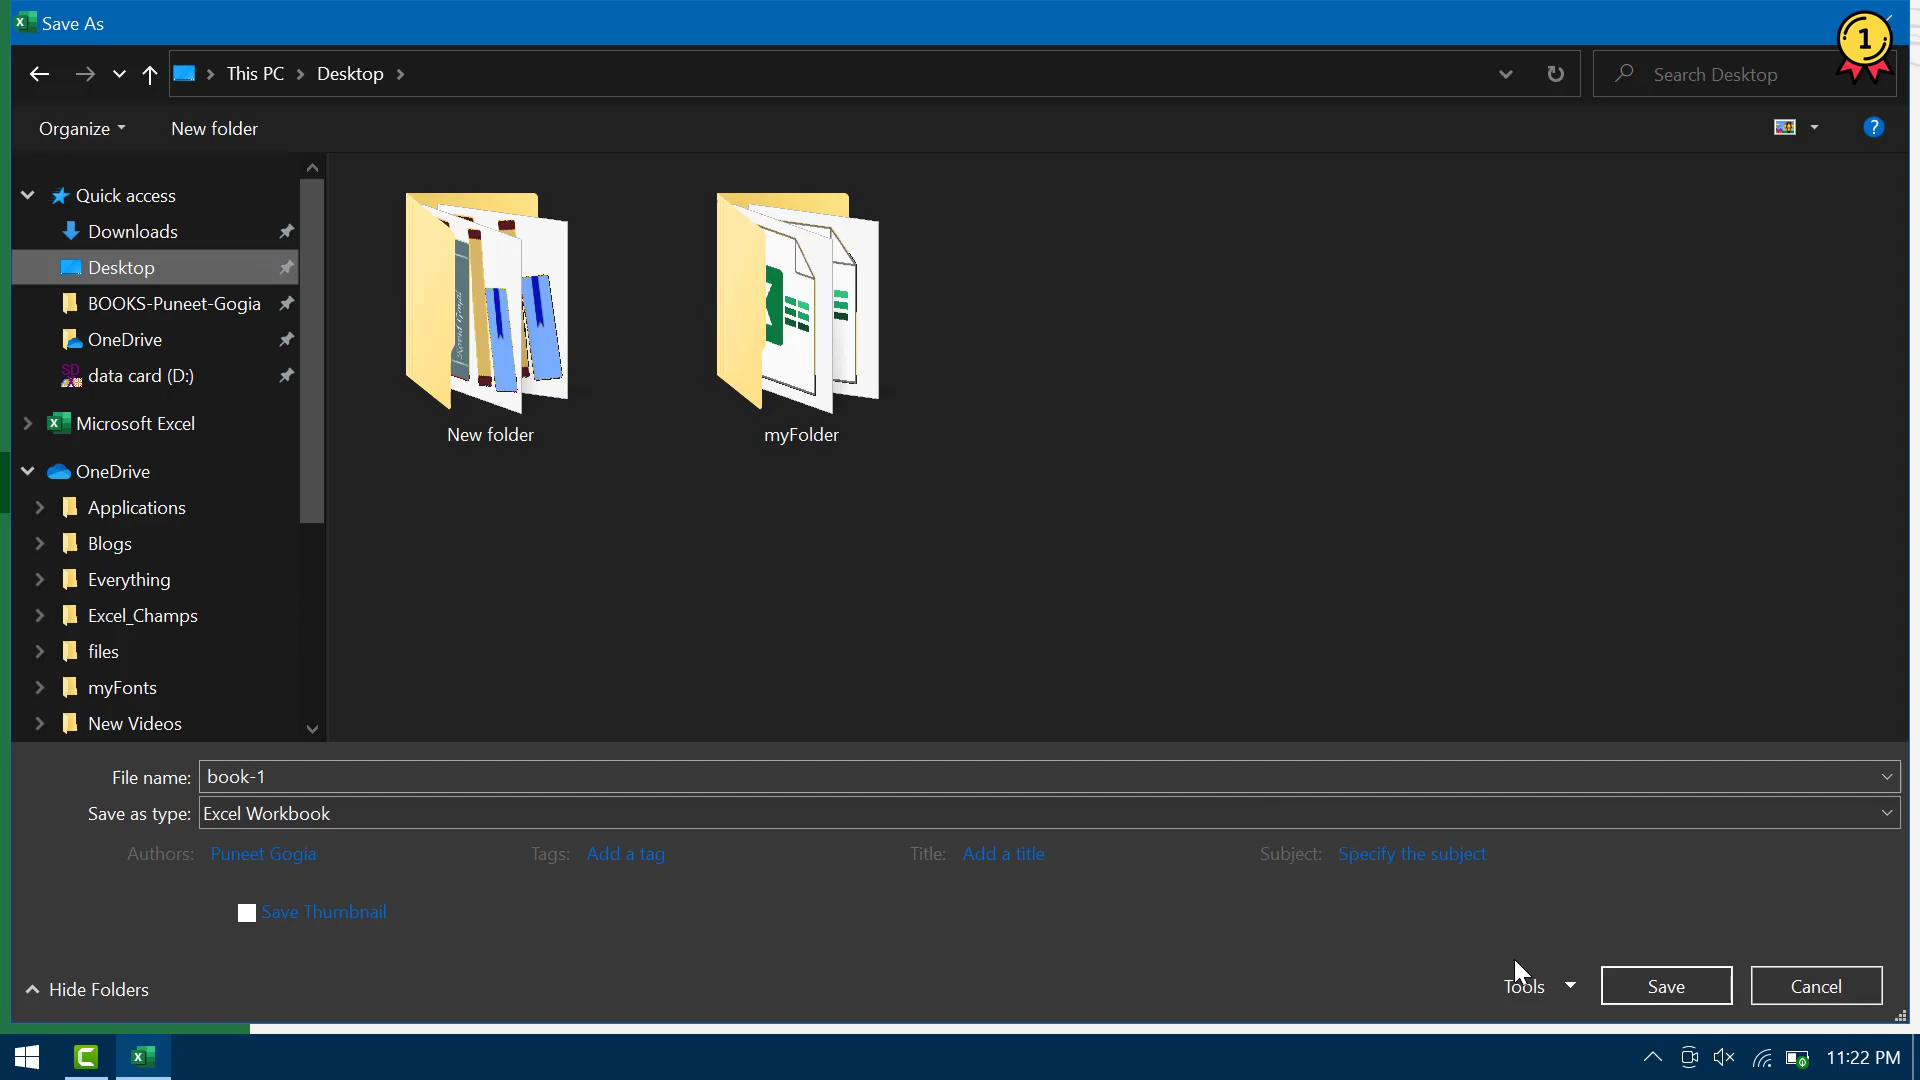 Save As
1
This PC
Desktop
Search Desktop
Organize
New folder
?
Quick access
Downloads
Desktop
BOOKS-Puneet-Gogia
OneDrive
data card (D:)
Microsoft Excel
OneDrive
Applications
Blogs
Everything
Excel_Champs
files
myFonts
New Videos
New folder
myFolder
File name: book-1
Save as type: Excel Workbook
Authors: Puneet Gogia
Tags: Add a tag
Title: Add a title
Subject: Specify the subject
Save Thumbnail
Hide Folders
Tools
Save
Cancel
11:22 PM